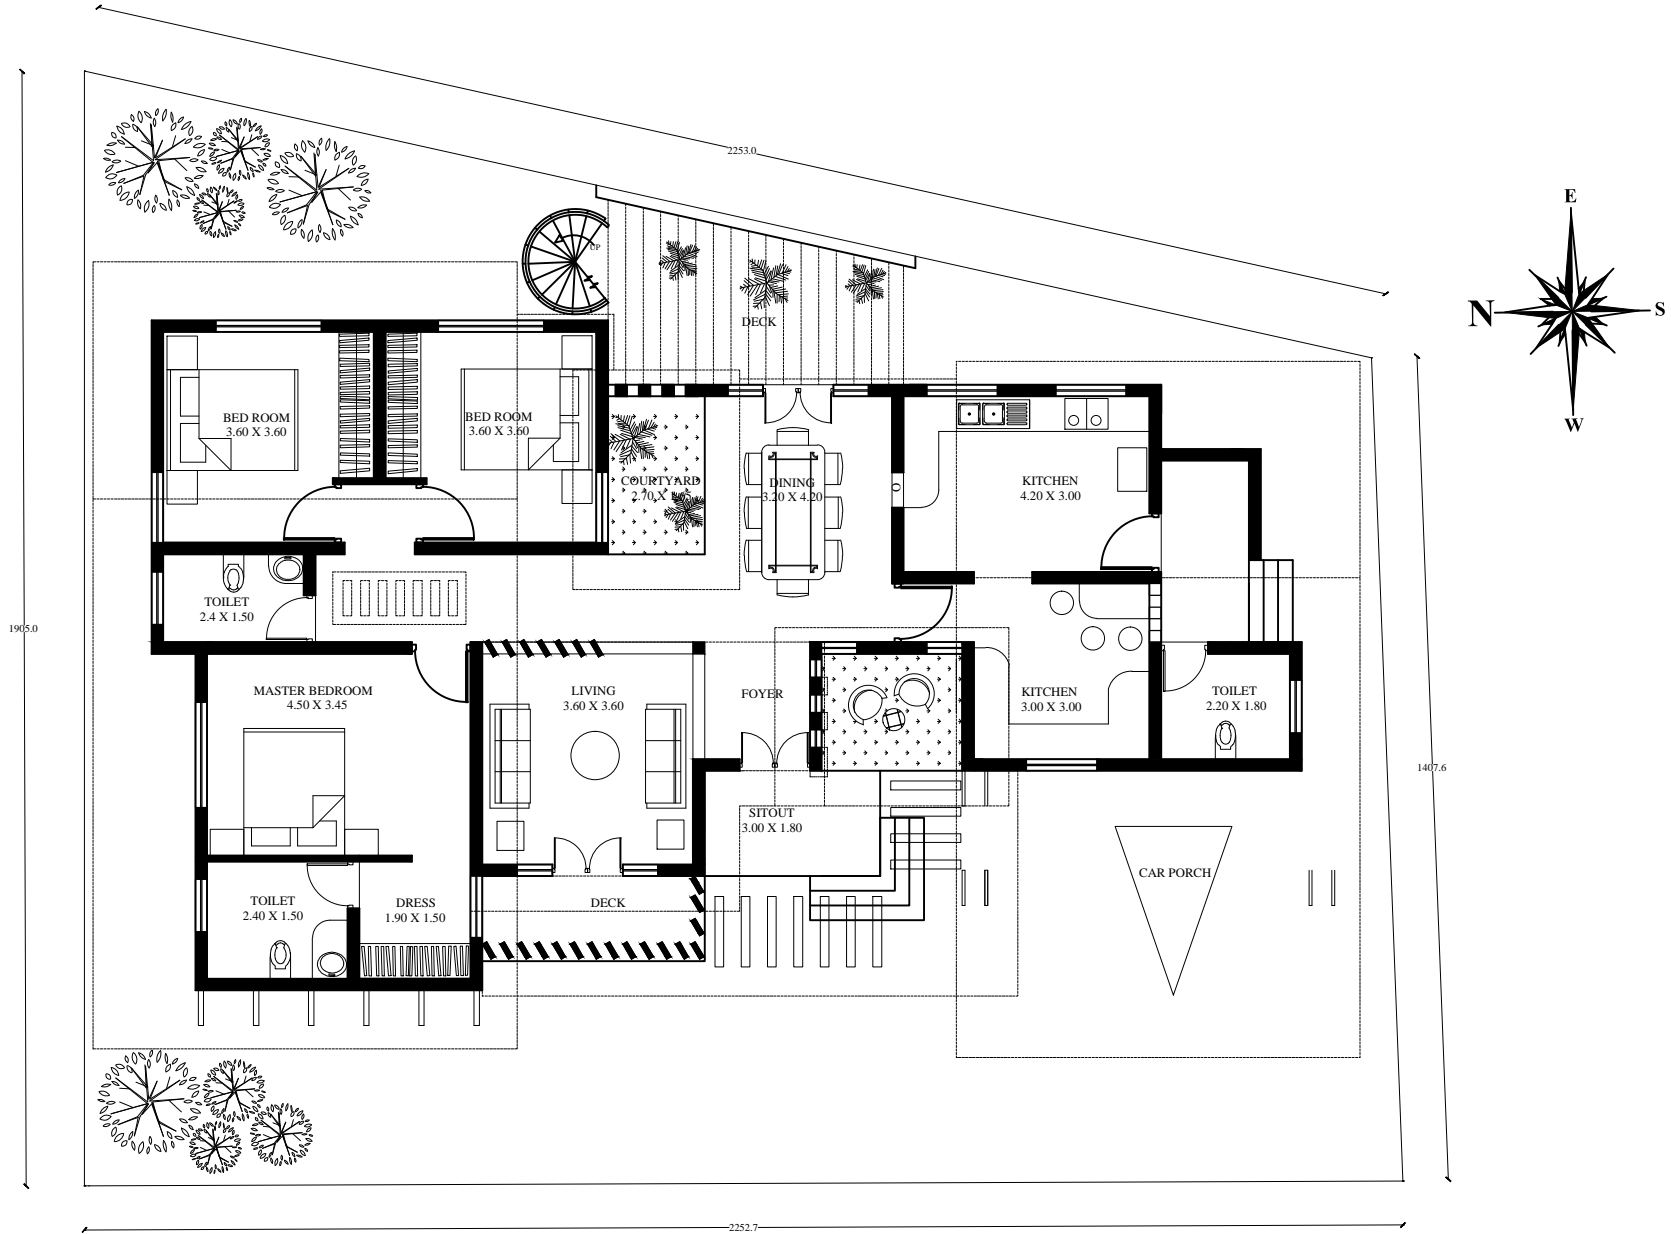 2253.0
E
N
S
W
UP
DECK
BED ROOM
3.60 X 3.60
BED ROOM
3.60 X 3.60
COURTYARD
2.70 X
DINING
3.20 X 4.20
KITCHEN
4.20 X 3.00
TOILET
2.4 X 1.50
1905.0
MASTER BEDROOM
4.50 X 3.45
LIVING
3.60 X 3.60
FOYER
KITCHEN
3.00 X 3.00
TOILET
2.20 X 1.80
1407.6
SITOUT
3.00 X 1.80
CAR PORCH
TOILET
2.40 X 1.50
DRESS
1.90 X 1.50
DECK
2252.7